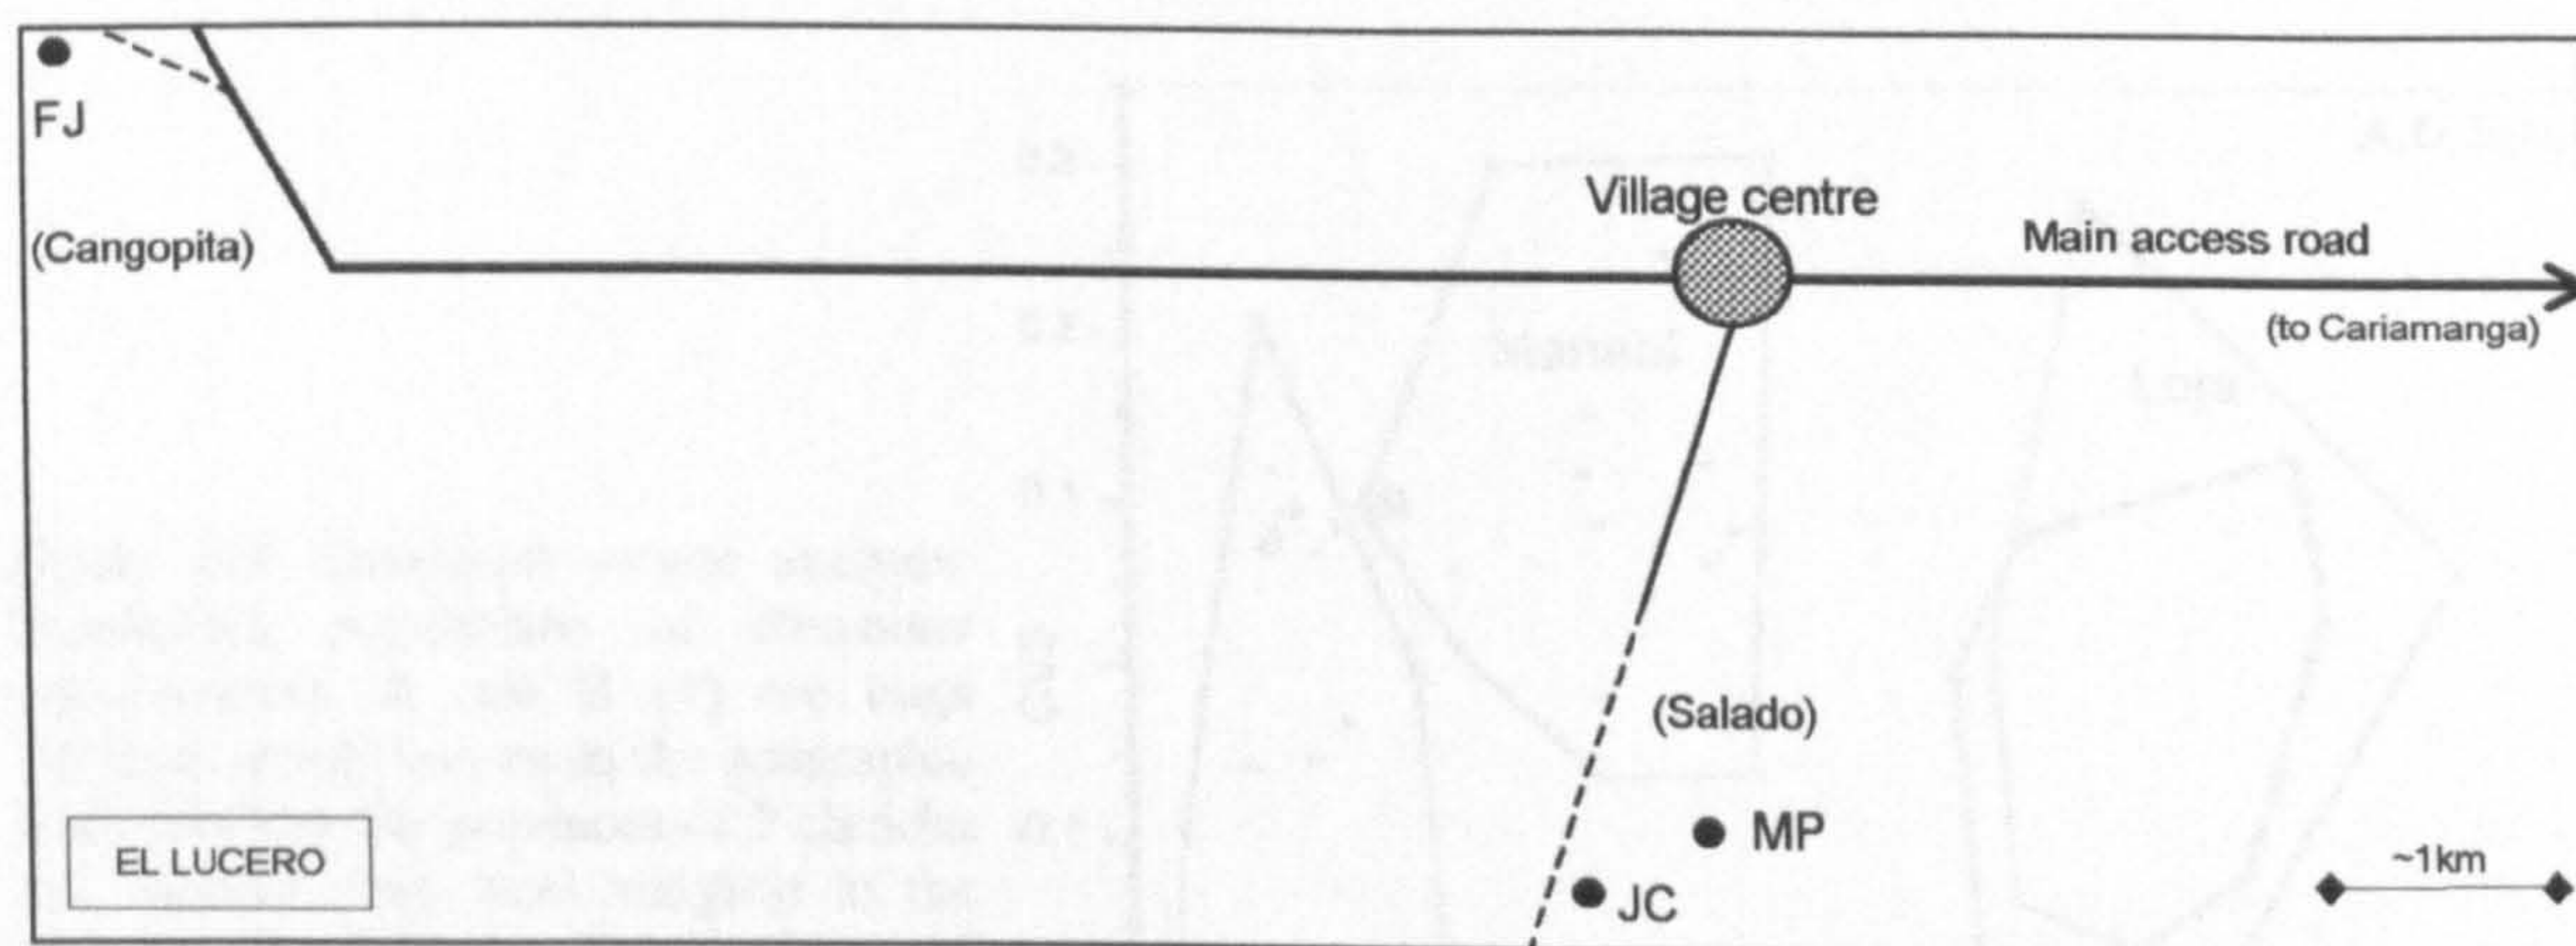 FJ
Village centre
Main access road
(Cangopita)
(to Cariamanga)
(Salado)
MP
EL LUCERO
~1km
JC